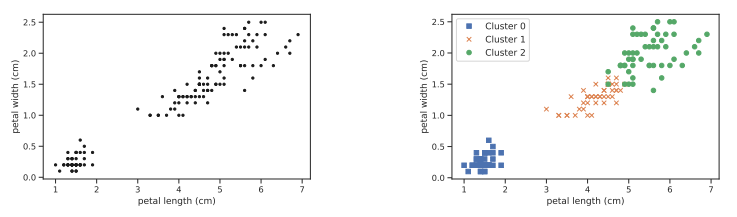 2.5
2.0
1.5
1.0
0.5
0.0
petal width (cm)
1 2 3 4 5 6 7
petal length (cm)
2.5
2.0
1.5
1.0
0.5
0.0
petal width (cm)
Cluster 0
Cluster 1
Cluster 2
1 2 3 4 5 6 7
petal length (cm)